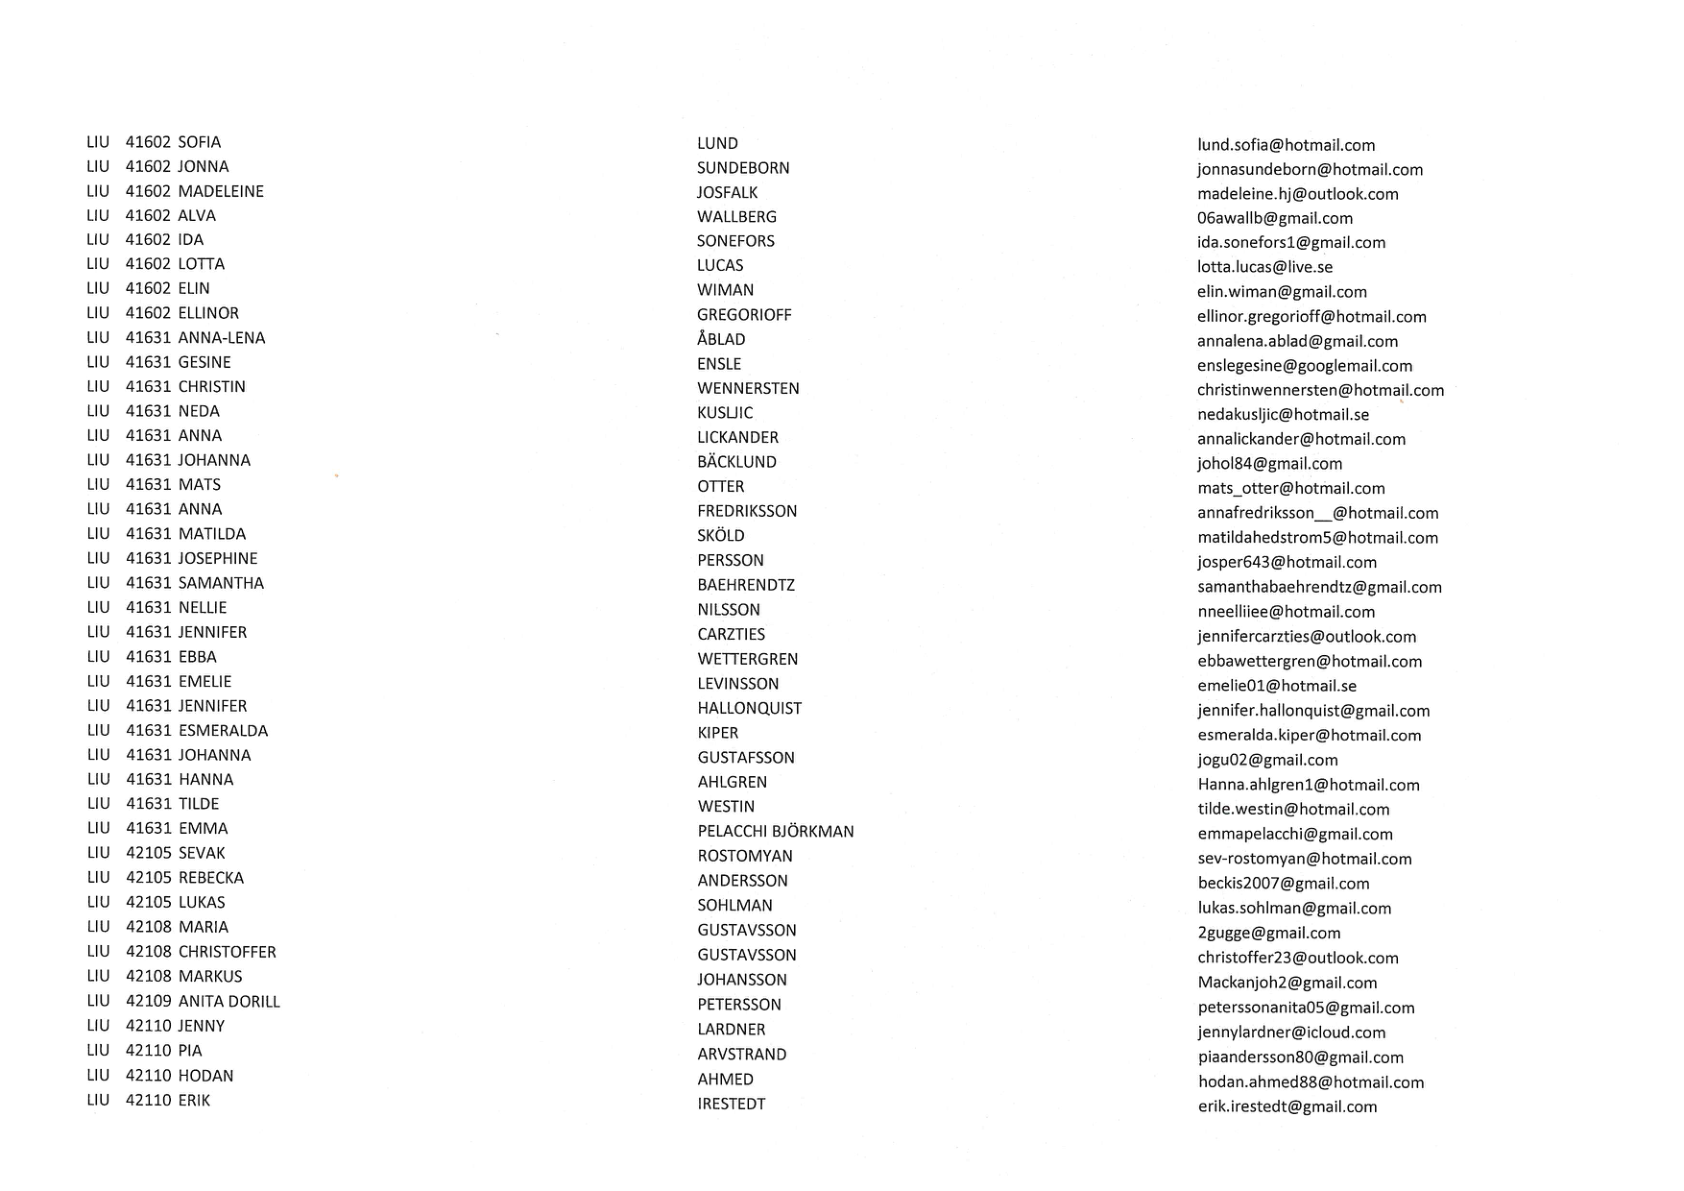 LIU 41602 SOFIA LUND lund.sofia@hotmail.com
LIU 41602 JONNA SUNDEBORN jonnasundeborn@hotmail.com
LIU 41602 MADELEINE JOSFALK madeleine.hj@outlook.com
LIU 41602 ALVA WALLBERG 06awallb@gmail.com
LIU 41602 IDA SONEFORS ida.sonefors1@gmail.com
LIU 41602 LOTTA LUCAS lotta.lucas@live.se
LIU 41602 ELIN WIMAN elin.wiman@gmail.com
LIU 41602 ELLINOR GREGORIOFF ellinor.gregorioff@hotmail.com
LIU 41631 ANNA-LENA ÅBLAD annalena.ablad@gmail.com
LIU 41631 GESINE ENSLE enslegesine@googlemail.com
LIU 41631 CHRISTIN WENNERSTEN christinwennersten@hotmail.com
LIU 41631 NEDA KUSLJIC nedakusljic@hotmail.se
LIU 41631 ANNA LICKANDER annalickander@hotmail.com
LIU 41631 JOHANNA BÄCKLUND johol84@gmail.com
LIU 41631 MATS OTTER mats_otter@hotmail.com
LIU 41631 ANNA FREDRIKSSON annafredriksson__@hotmail.com
LIU 41631 MATILDA SKÖLD matildahedstrom5@hotmail.com
LIU 41631 JOSEPHINE PERSSON josper643@hotmail.com
LIU 41631 SAMANTHA BAEHRENDTZ samanthabaehrendtz@gmail.com
LIU 41631 NELLIE NILSSON nneelliiee@hotmail.com
LIU 41631 JENNIFER CARZTIES jennifercarzties@outlook.com
LIU 41631 EBBA WETTERGREN ebbawettergren@hotmail.com
LIU 41631 EMELIE LEVINSSON emelie01@hotmail.se
LIU 41631 JENNIFER HALLONQUIST jennifer.hallonquist@gmail.com
LIU 41631 ESMERALDA KIPER esmeralda.kiper@hotmail.com
LIU 41631 JOHANNA GUSTAFSSON jogu02@gmail.com
LIU 41631 HANNA AHLGREN Hanna.ahlgren1@hotmail.com
LIU 41631 TILDE WESTIN tilde.westin@hotmail.com
LIU 41631 EMMA PELACCHI BJÖRKMAN emmapelacchi@gmail.com
LIU 42105 SEVAK ROSTOMYAN sev-rostomyan@hotmail.com
LIU 42105 REBECKA ANDERSSON beckis2007@gmail.com
LIU 42105 LUKAS SOHLMAN lukas.sohlman@gmail.com
LIU 42108 MARIA GUSTAVSSON 2gugge@gmail.com
LIU 42108 CHRISTOFFER GUSTAVSSON christoffer23@outlook.com
LIU 42108 MARKUS JOHANSSON Mackanjoh2@gmail.com
LIU 42109 ANITA DORILL PETERSSON peterssonanita05@gmail.com
LIU 42110 JENNY LARDNER jennylardner@icloud.com
LIU 42110 PIA ARVSTRAND piaandersson80@gmail.com
LIU 42110 HODAN AHMED hodan.ahmed88@hotmail.com
LIU 42110 ERIK IRESTEDT erik.irestedt@gmail.com